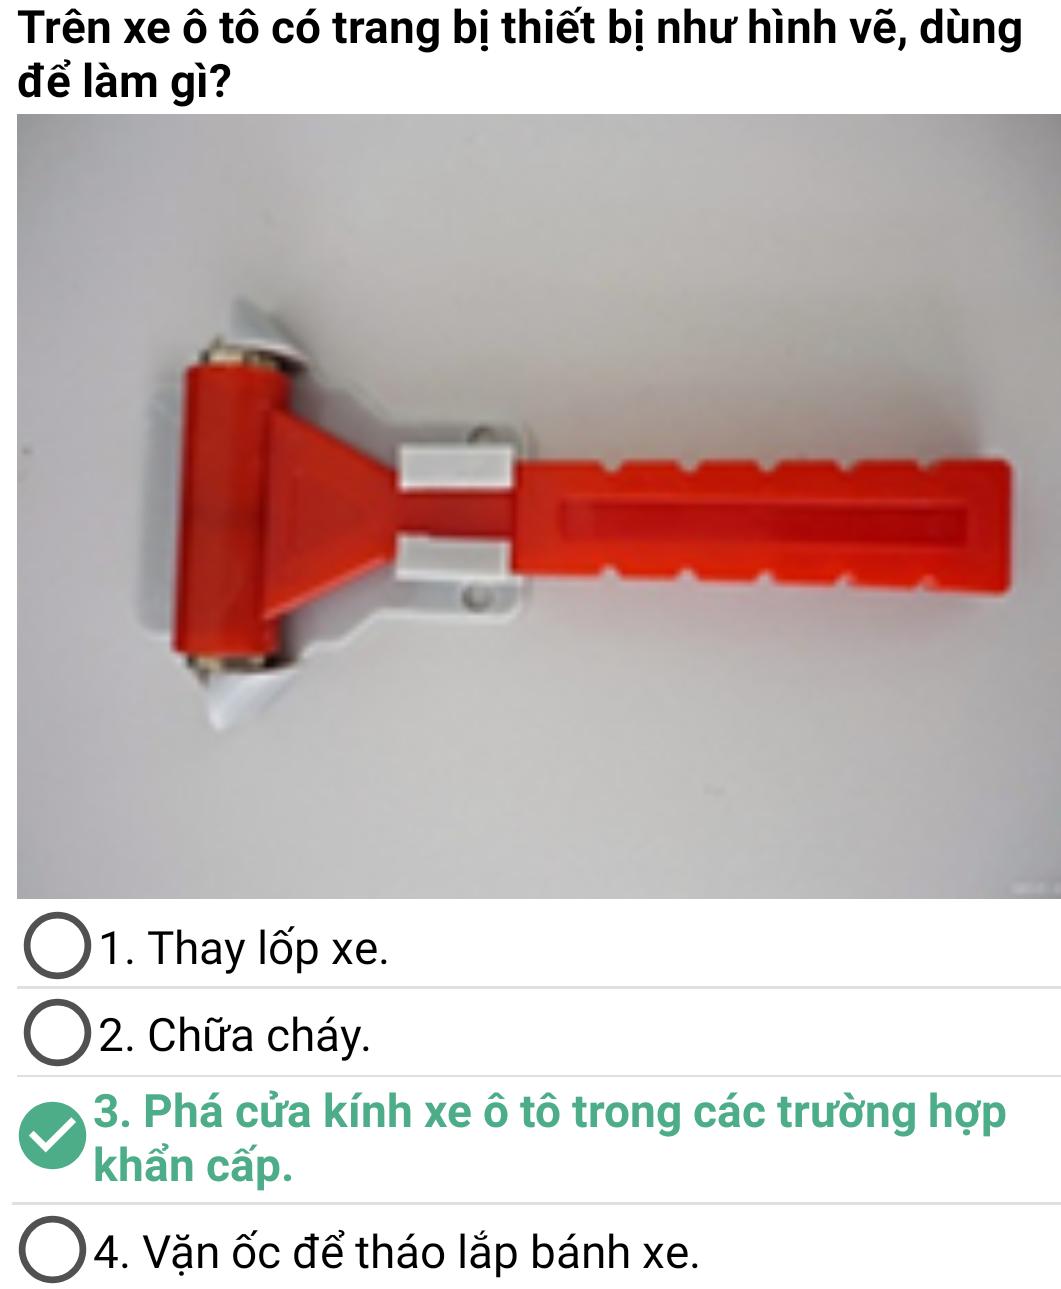 Trên xe ô tô có trang bị thiết bị như hình vẽ, dùng
để làm gì?
1. Thay lốp xe.
2. Chữa cháy.
3. Phá cửa kính xe ô tô trong các trường hợp
khẩn cấp.
4. Vặn ốc để tháo lắp bánh xe.